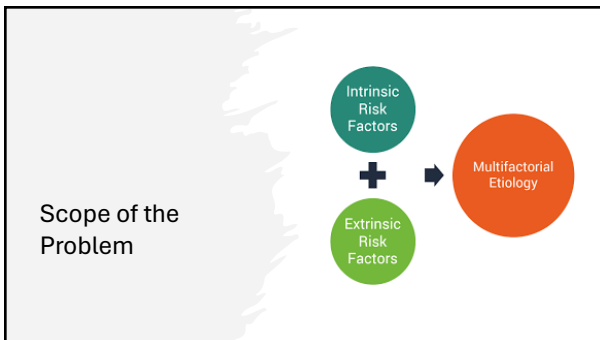 Scope of the
Problem
Intrinsic
Risk
Factors
Extrinsic
Risk
Factors
Multifactorial
Etiology